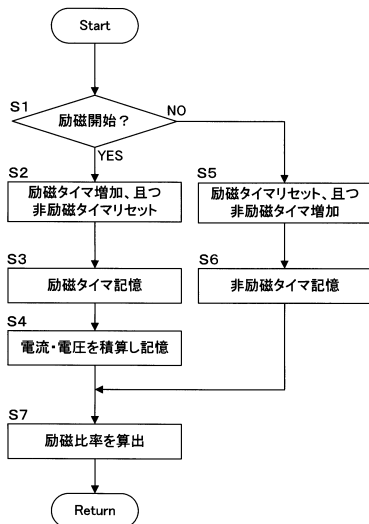 Start
S1
励磁開始？
NO
YES
S2
励磁タイマ増加、且つ
非励磁タイマリセット
S5
励磁タイマリセット、且つ
非励磁タイマ増加
S3
励磁タイマ記憶
S6
非励磁タイマ記憶
S4
電流・電圧を積算し記憶
S7
励磁比率を算出
Return